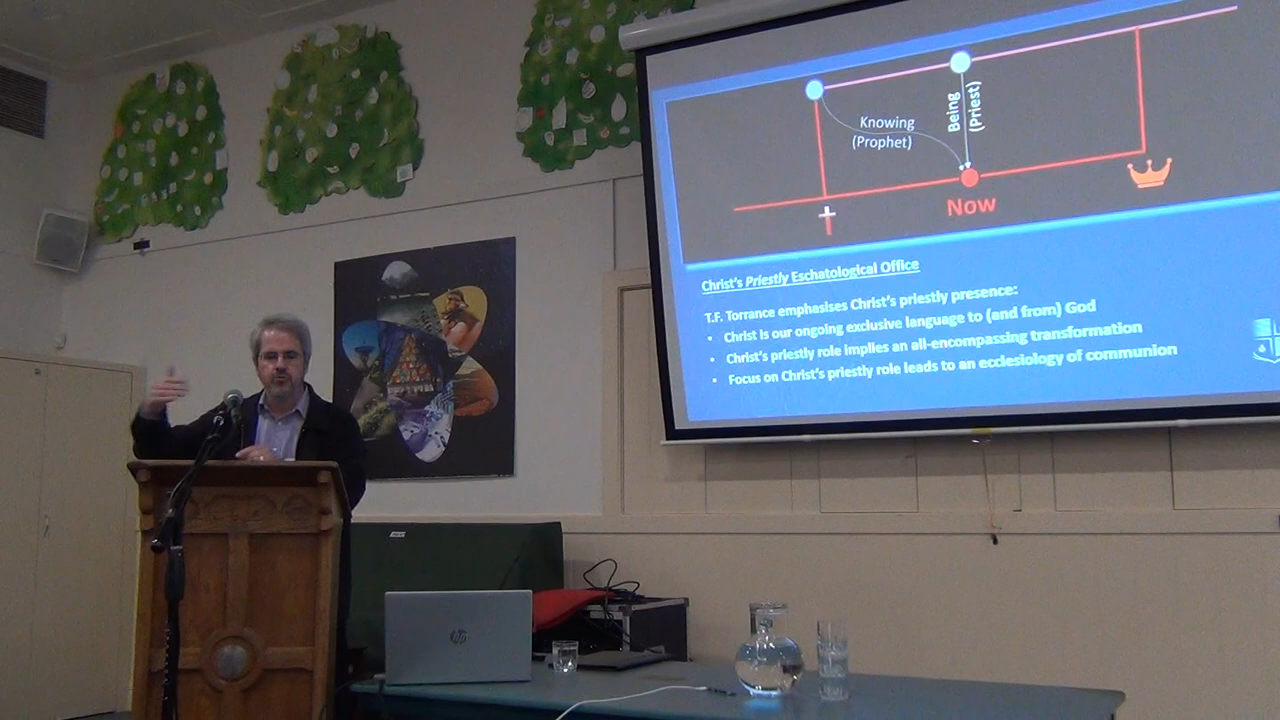 Knowing
(Prophet)
Being
(Priest)
Now
Christ's Priestly Eschatological Office
T.F. Torrance emphasises Christ's priestly presence:
• Christ is our ongoing exclusive language to (and from) God
• Christ's priestly role implies an all-encompassing transformation
• Focus on Christ's priestly role leads to an ecclesiology of communion
hp